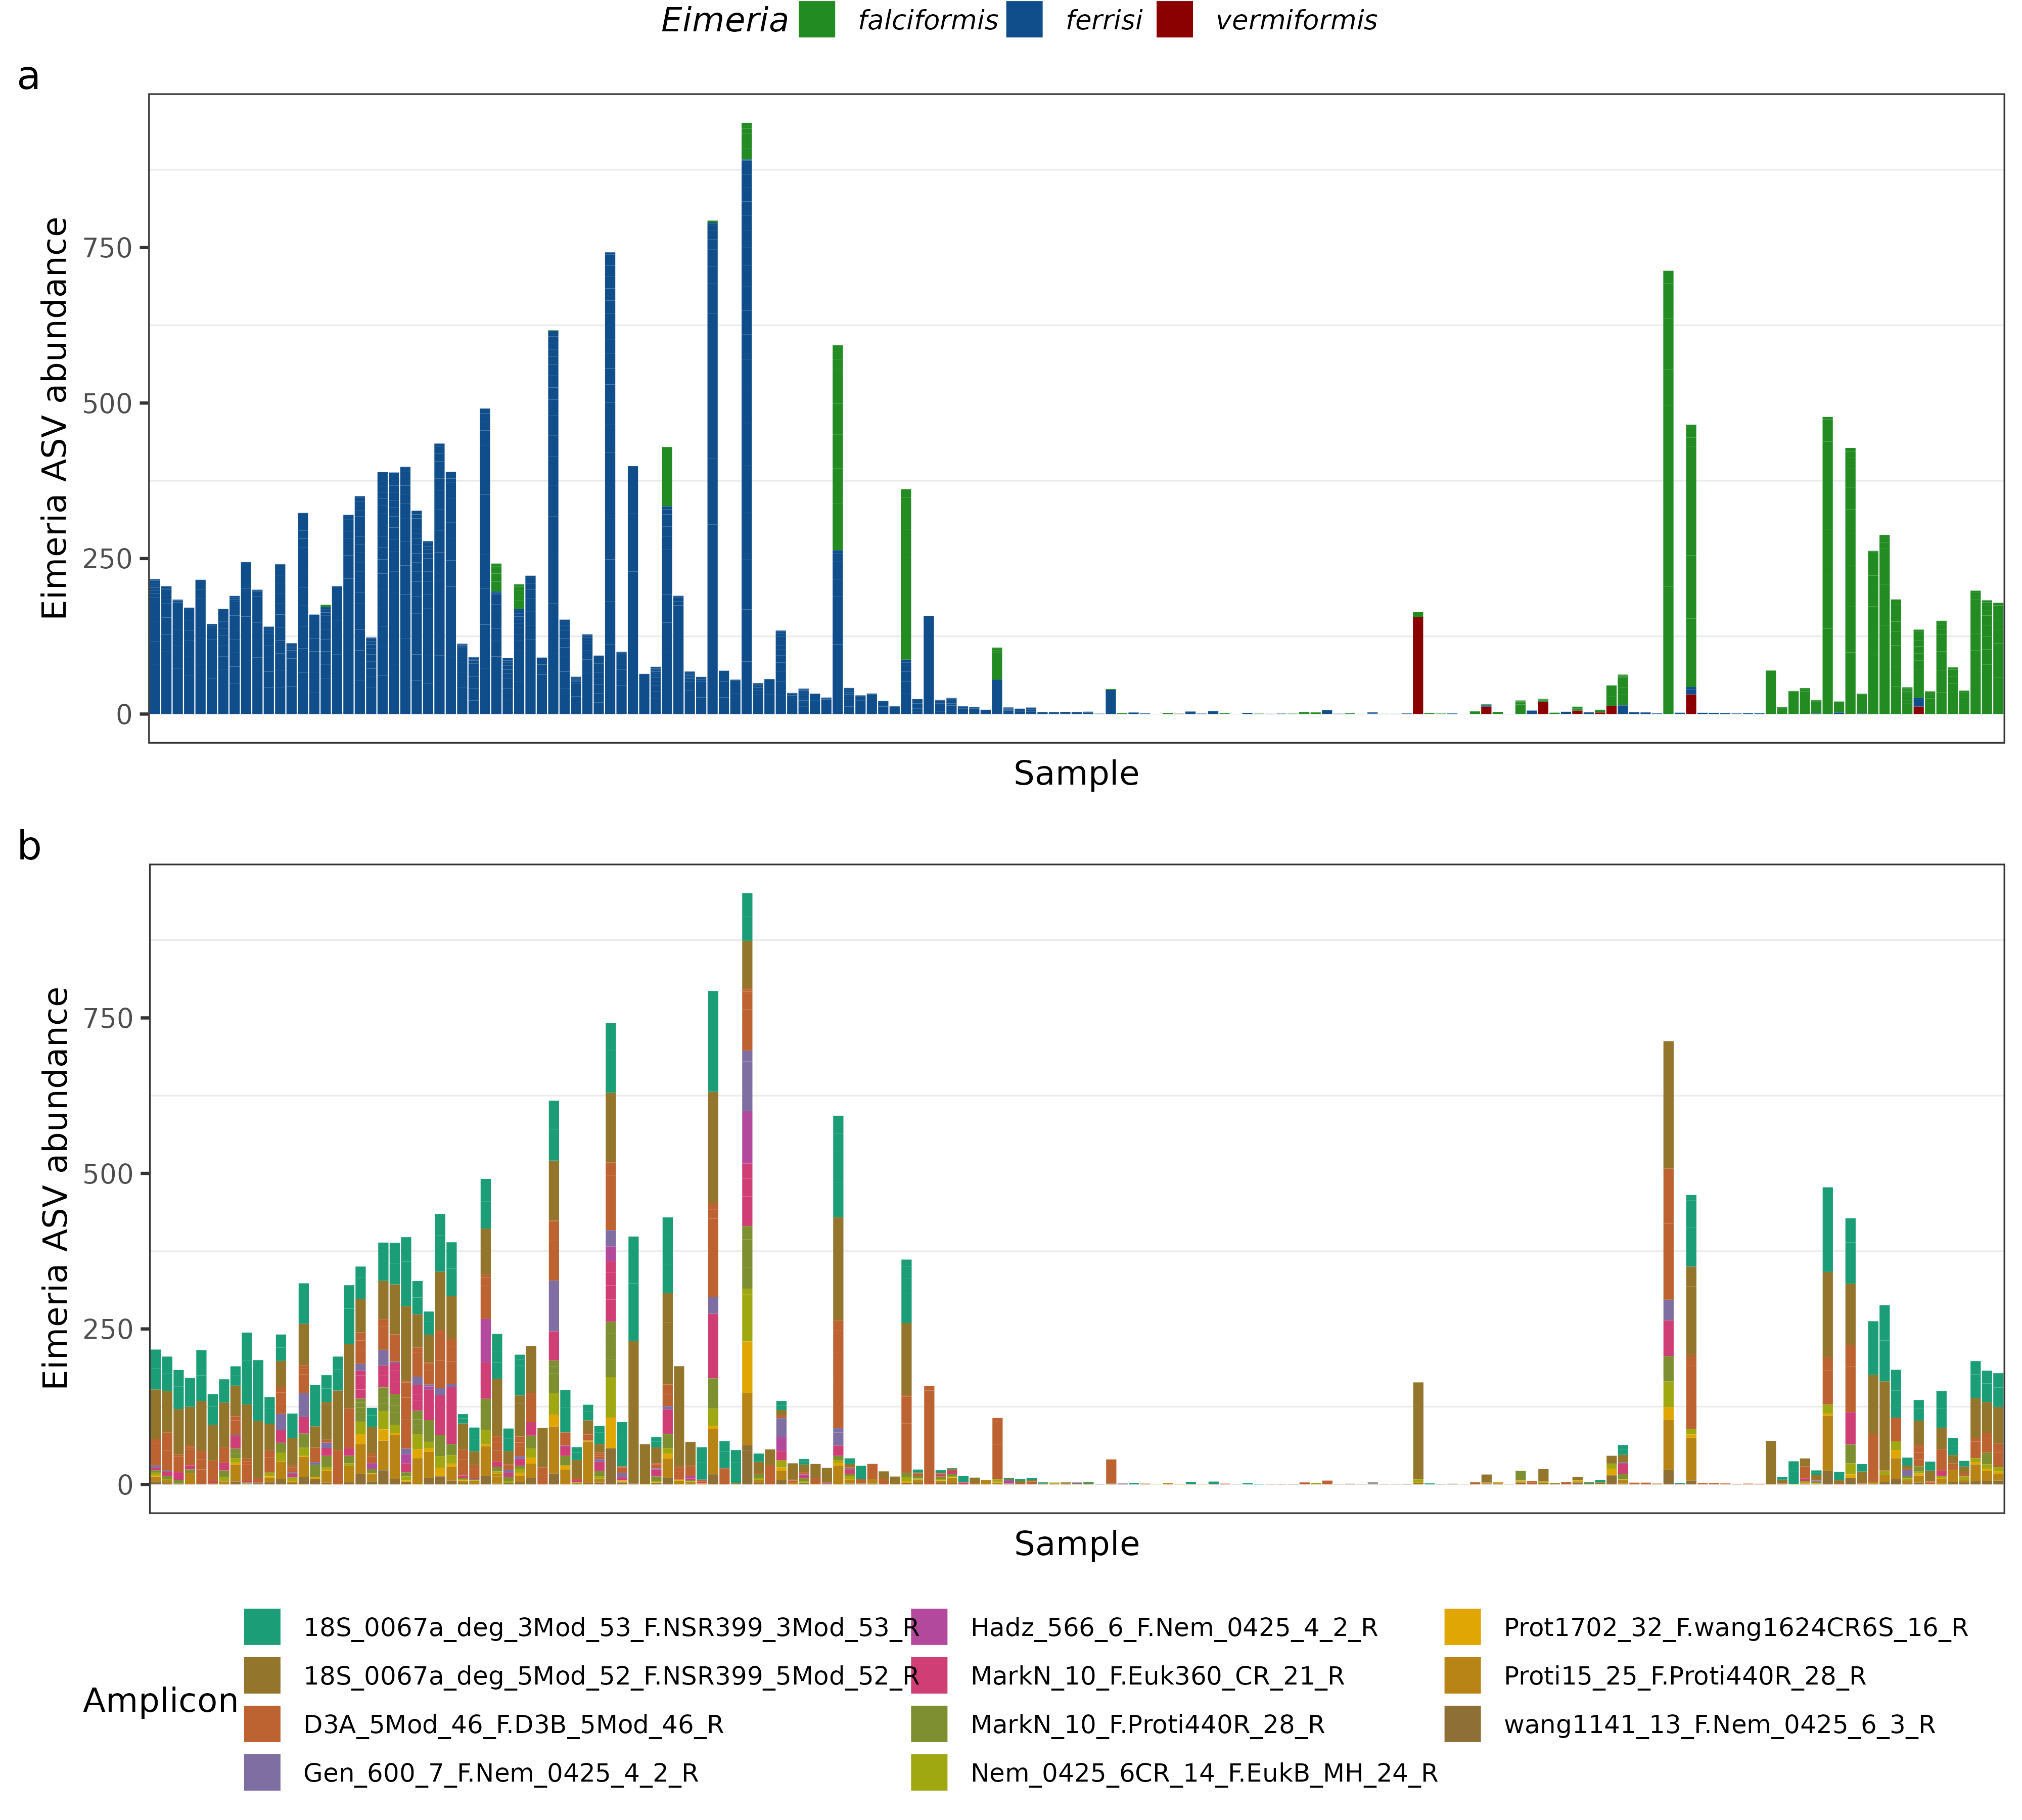 Eimeria falciformis ferrisi vermiformis
a
Eimeria ASV abundance
750
500
250
0
Sample
b
Eimeria ASV abundance
750
500
250
0
Sample
Amplicon
18S_0067a_deg_3Mod_53_F.NSR399_3Mod_53_R
18S_0067a_deg_5Mod_52_F.NSR399_5Mod_52_R
D3A_5Mod_46_F.D3B_5Mod_46_R
Gen_600_7_F.Nem_0425_4_2_R
Hadz_566_6_F.Nem_0425_4_2_R
MarkN_10_F.Euk360_CR_21_R
MarkN_10_F.Proti440R_28_R
Nem_0425_6CR_14_F.EukB_MH_24_R
Prot1702_32_F.wang1624CR6S_16_R
Proti15_25_F.Proti440R_28_R
wang1141_13_F.Nem_0425_6_3_R